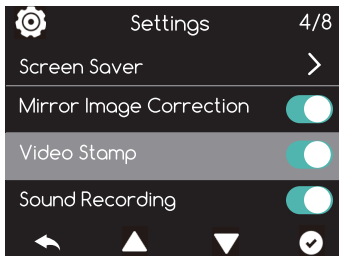 Settings 4/8
Screen Saver
Mirror Image Correction
Video Stamp
Sound Recording